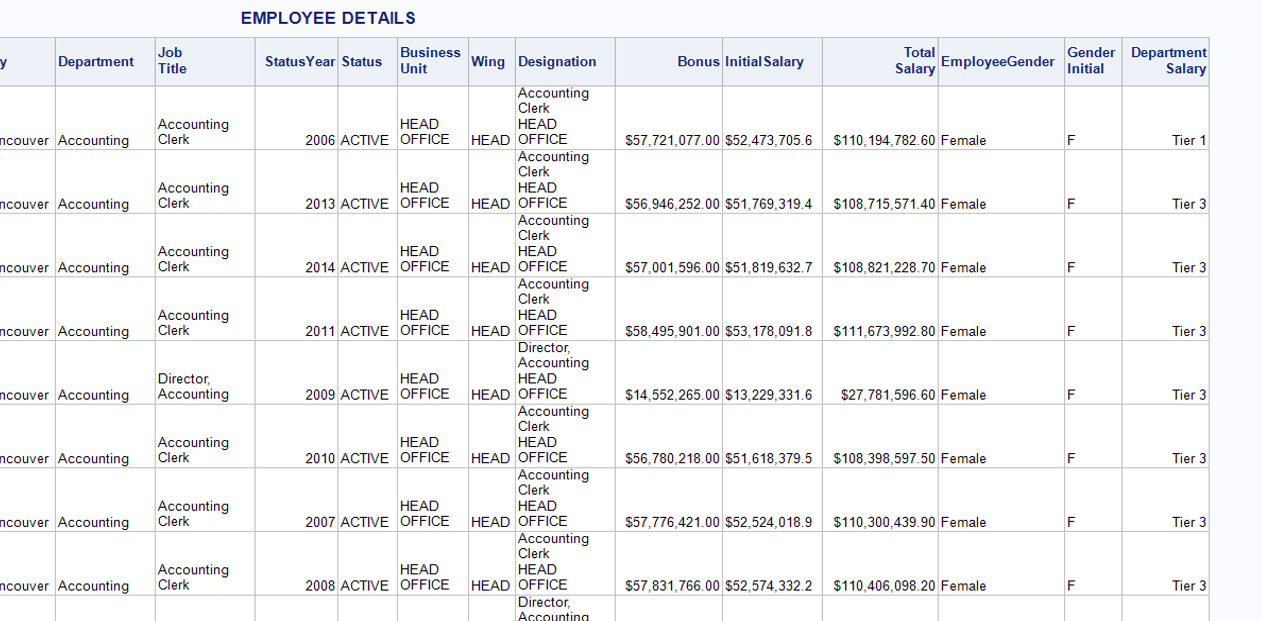 EMPLOYEE DETAILS
y Department Job Title StatusYear Status Business Unit Wing Designation Bonus InitialSalary Total Salary EmployeeGender Gender Initial Department Salary
ncouver Accounting Accounting Clerk 2006 ACTIVE HEAD OFFICE HEAD Accounting Clerk HEAD OFFICE $57,721,077.00 $52,473,705.6 $110,194,782.60 Female F Tier 1
ncouver Accounting Accounting Clerk 2013 ACTIVE HEAD OFFICE HEAD Accounting Clerk HEAD OFFICE $56,946,252.00 $51,769,319.4 $108,715,571.40 Female F Tier 3
ncouver Accounting Accounting Clerk 2014 ACTIVE HEAD OFFICE HEAD Accounting Clerk HEAD OFFICE $57,001,596.00 $51,819,632.7 $108,821,228.70 Female F Tier 3
ncouver Accounting Accounting Clerk 2011 ACTIVE HEAD OFFICE HEAD Accounting Clerk HEAD OFFICE $58,495,901.00 $53,178,091.8 $111,673,992.80 Female F Tier 3
ncouver Accounting Director, Accounting 2009 ACTIVE HEAD OFFICE HEAD Director, Accounting HEAD OFFICE $14,552,265.00 $13,229,331.6 $27,781,596.60 Female F Tier 3
ncouver Accounting Accounting Clerk 2010 ACTIVE HEAD OFFICE HEAD Accounting Clerk HEAD OFFICE $56,780,218.00 $51,618,379.5 $108,398,597.50 Female F Tier 3
ncouver Accounting Accounting Clerk 2007 ACTIVE HEAD OFFICE HEAD Accounting Clerk HEAD OFFICE $57,776,421.00 $52,524,018.9 $110,300,439.90 Female F Tier 3
ncouver Accounting Accounting Clerk 2008 ACTIVE HEAD OFFICE HEAD Accounting Clerk HEAD OFFICE $57,831,766.00 $52,574,332.2 $110,406,098.20 Female F Tier 3
Director,
Accounting